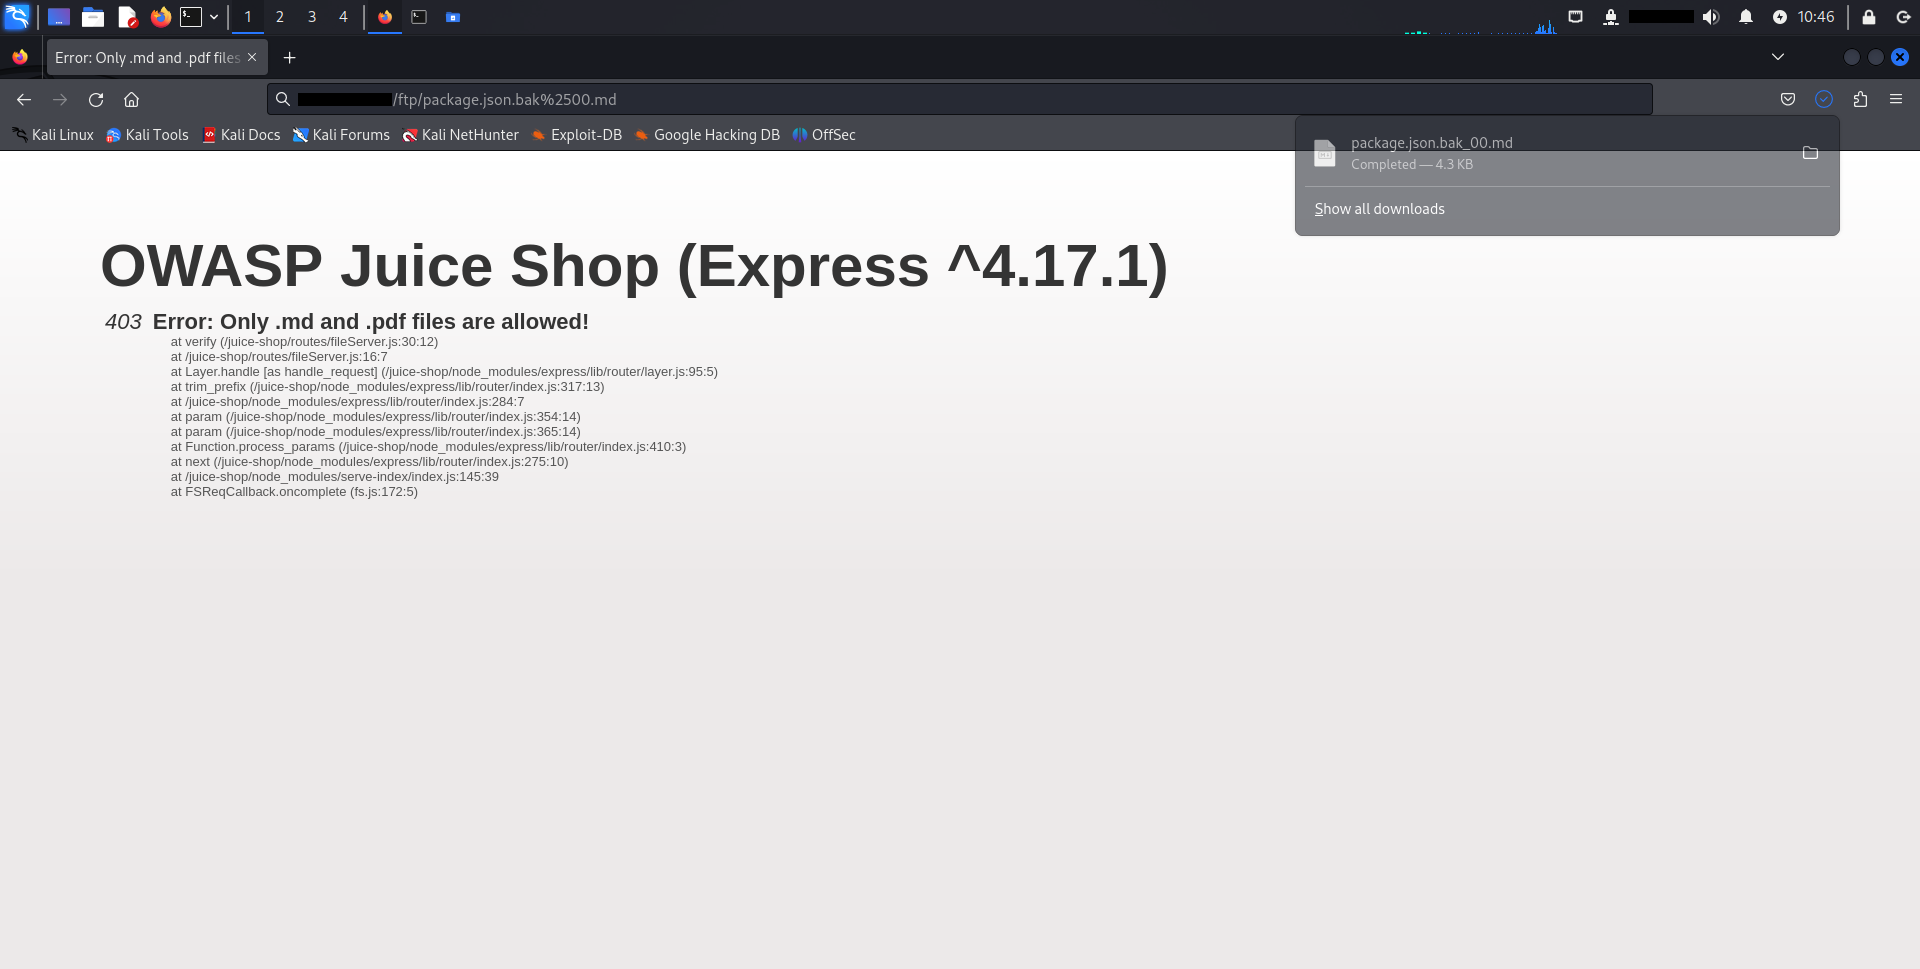 1 2 3 4 10:46
Error: Only .md and .pdf files
/ftp/package.json.bak%2500.md
Kali Linux Kali Tools Kali Docs Kali Forums Kali NetHunter Exploit-DB Google Hacking DB OffSec
package.json.bak_00.md
Completed — 4.3 KB
Show all downloads
OWASP Juice Shop (Express ^4.17.1)
403 Error: Only .md and .pdf files are allowed!
at verify (/juice-shop/routes/fileServer.js:30:12)
at /juice-shop/routes/fileServer.js:16:7
at Layer.handle [as handle_request] (/juice-shop/node_modules/express/lib/router/layer.js:95:5)
at trim_prefix (/juice-shop/node_modules/express/lib/router/index.js:317:13)
at /juice-shop/node_modules/express/lib/router/index.js:284:7
at param (/juice-shop/node_modules/express/lib/router/index.js:354:14)
at param (/juice-shop/node_modules/express/lib/router/index.js:365:14)
at Function.process_params (/juice-shop/node_modules/express/lib/router/index.js:410:3)
at next (/juice-shop/node_modules/express/lib/router/index.js:275:10)
at /juice-shop/node_modules/serve-index/index.js:145:39
at FSReqCallback.oncomplete (fs.js:172:5)